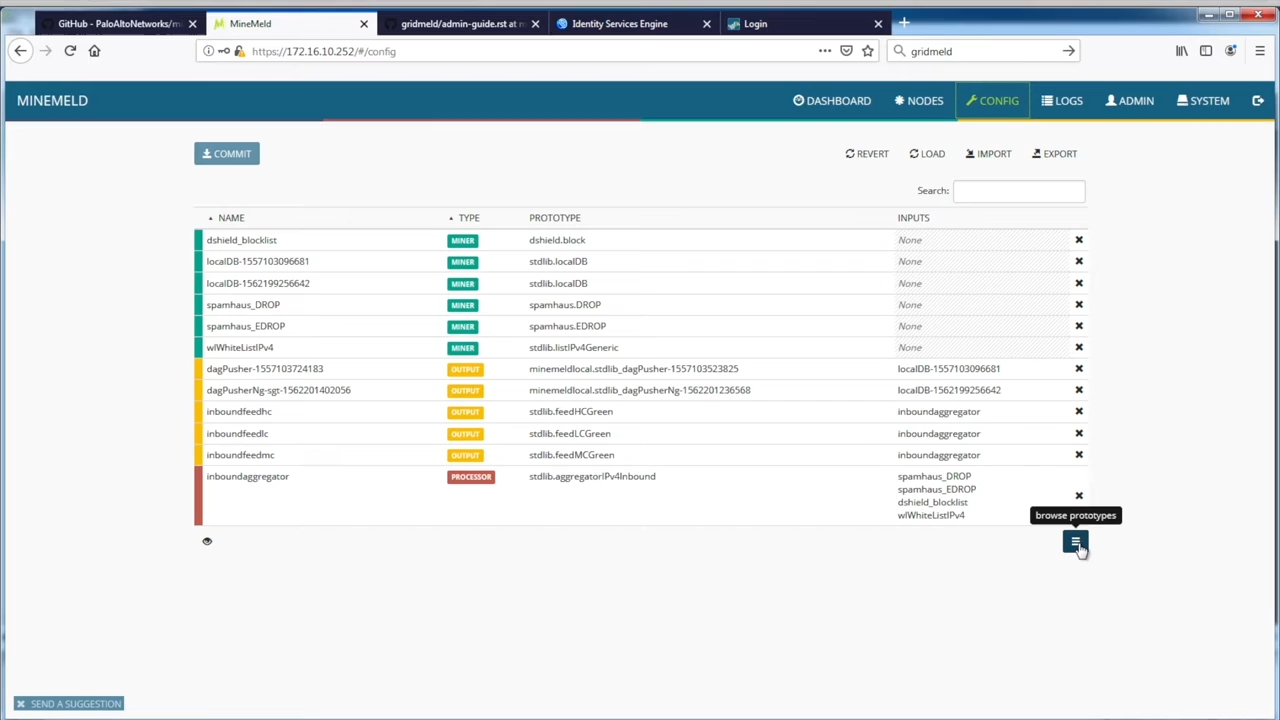 GitHub - PaloAltoNetworks/m
MineMeld
gridmeld/admin-guide.rst at m
Identity Services Engine
Login
https://172.16.10.252/#/config
gridmeld
MINEMELD
DASHBOARD
NODES
CONFIG
LOGS
ADMIN
SYSTEM
COMMIT
REVERT
LOAD
IMPORT
EXPORT
Search:
NAME TYPE PROTOTYPE INPUTS
dshield_blocklist MINER dshield.block None
localDB-1557103096681 MINER stdlib.localDB None
localDB-1562199256642 MINER stdlib.localDB None
spamhaus_DROP MINER spamhaus.DROP None
spamhaus_EDROP MINER spamhaus.EDROP None
wlWhiteListIPv4 MINER stdlib.listIPv4Generic None
dagPusher-1557103724183 OUTPUT minemeldlocal.stdlib_dagPusher-1557103523825 localDB-1557103096681
dagPusherNg-sgt-1562201402056 OUTPUT minemeldlocal.stdlib_dagPusherNg-1562201236568 localDB-1562199256642
inboundfeedhc OUTPUT stdlib.feedHCGreen inboundaggregator
inboundfeedlc OUTPUT stdlib.feedLCGreen inboundaggregator
inboundfeedmc OUTPUT stdlib.feedMCGreen inboundaggregator
inboundaggregator PROCESSOR stdlib.aggregatorIPv4Inbound spamhaus_DROP
spamhaus_EDROP
dshield_blocklist
wlWhiteListIPv4
browse prototypes
SEND A SUGGESTION